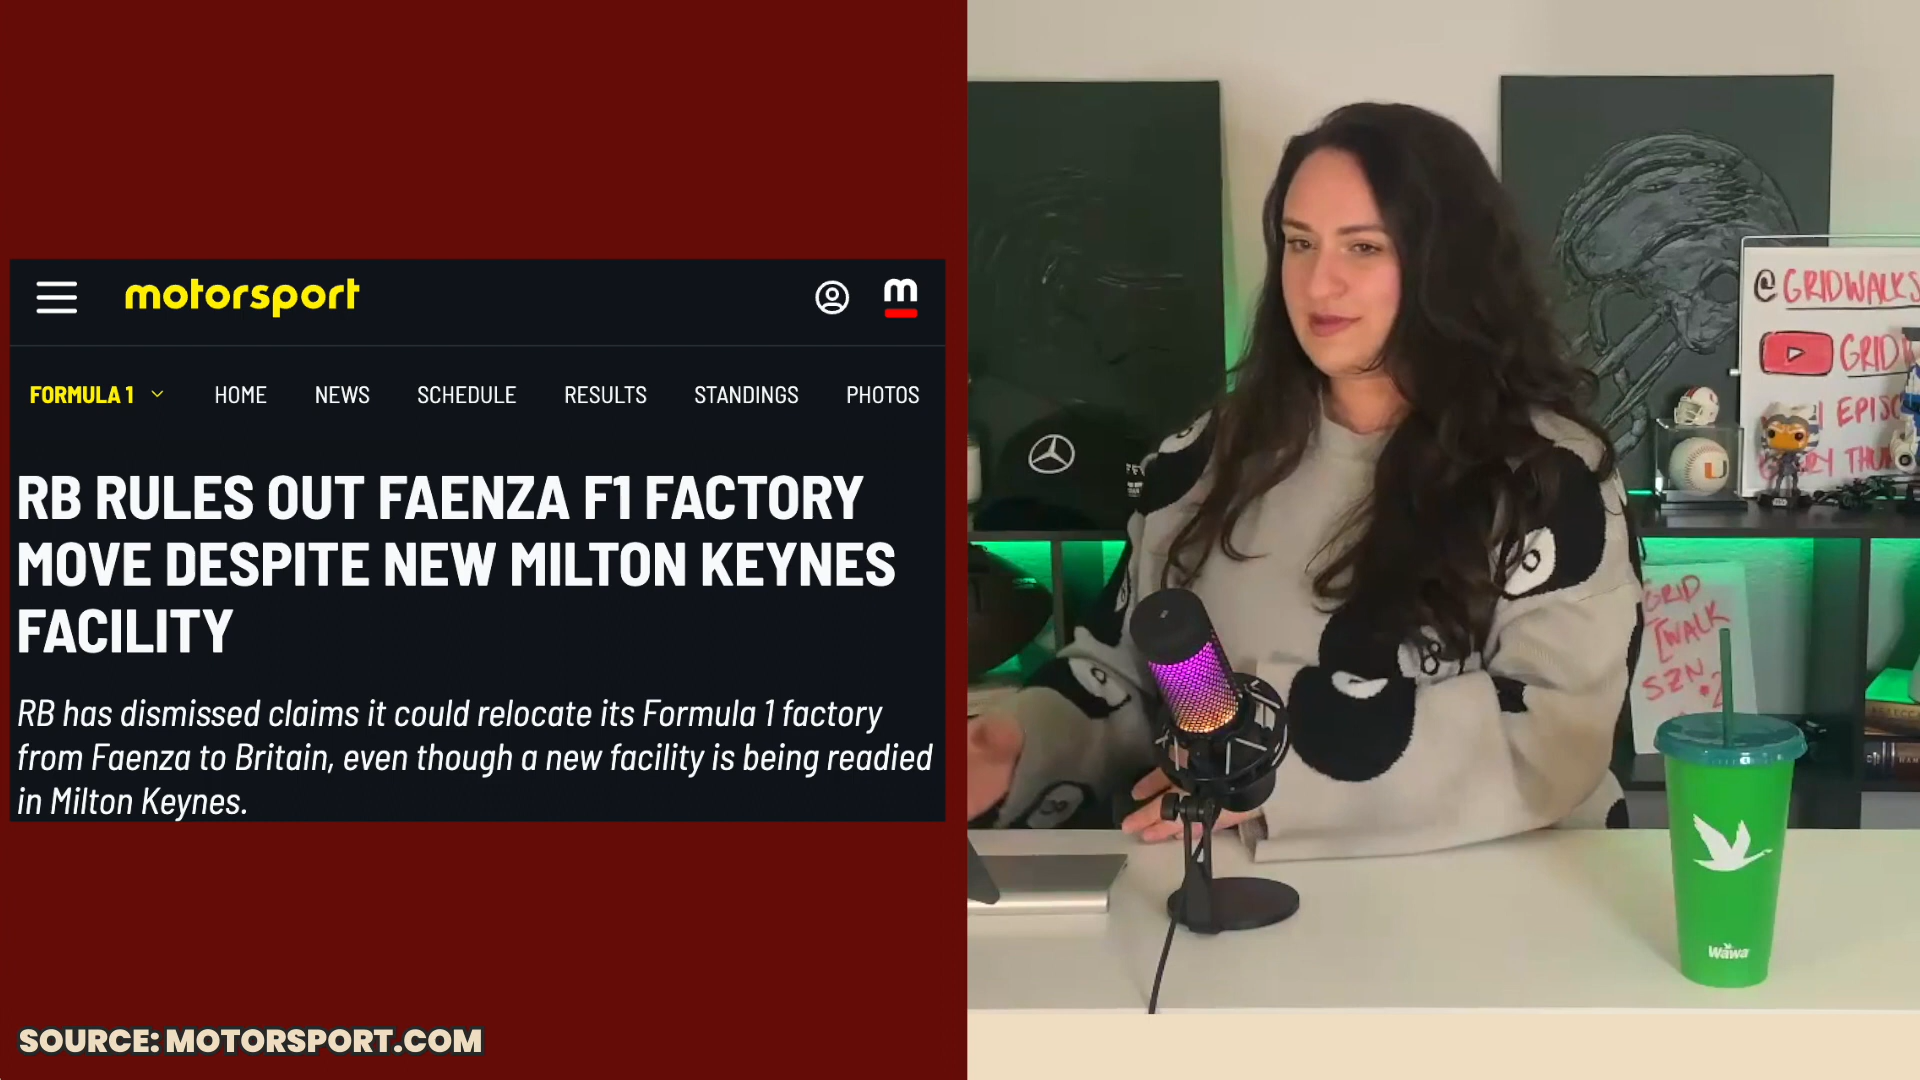 motorsport
m
FORMULA 1 HOME NEWS SCHEDULE RESULTS STANDINGS PHOTOS
RB RULES OUT FAENZA F1 FACTORY
MOVE DESPITE NEW MILTON KEYNES
FACILITY
RB has dismissed claims it could relocate its Formula 1 factory
from Faenza to Britain, even though a new facility is being readied
in Milton Keynes.
SOURCE: MOTORSPORT.COM
@GRIDWALKS
U
GRID
WALK
SZN
Wawa